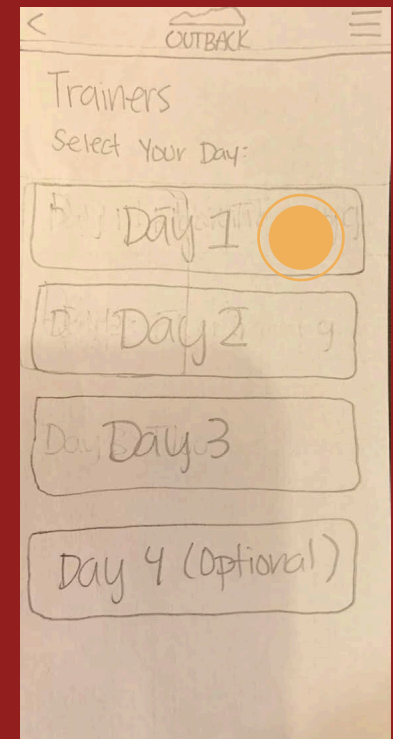 <
OUTBACK
Trainers
Select Your Day:
Day 1
Day 2
Day 3
Day 4 (Optional)